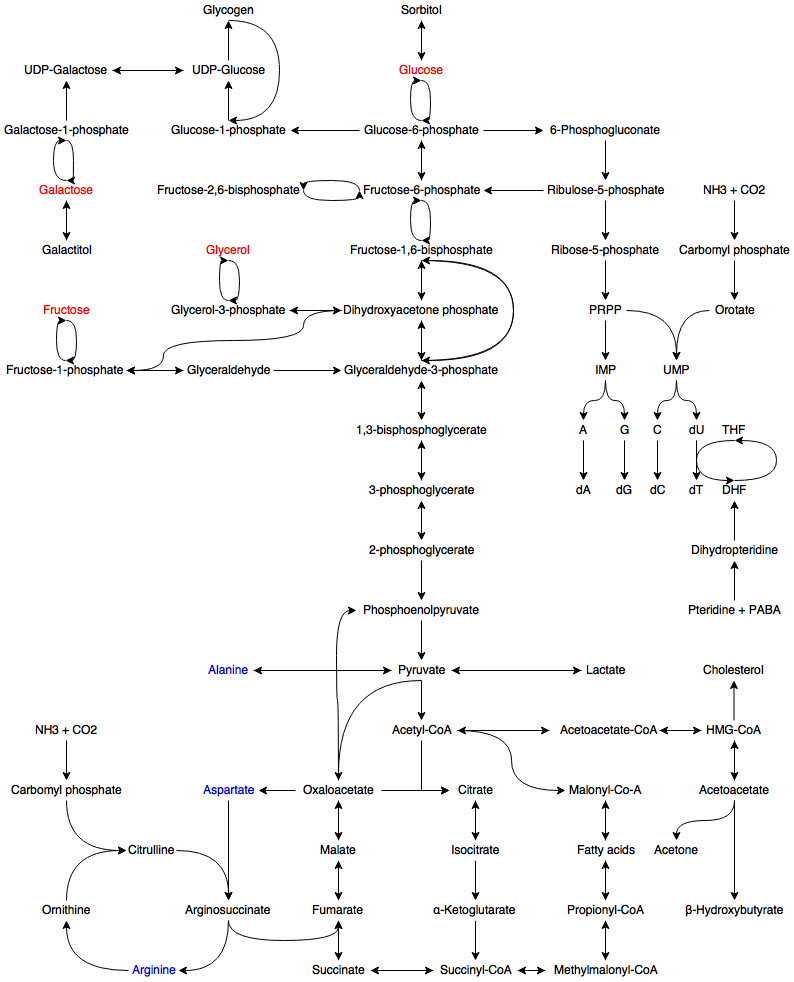 Glycogen
Sorbitol
UDP-Galactose
UDP-Glucose
Glucose
Galactose-1-phosphate
Glucose-1-phosphate
Glucose-6-phosphate
6-Phosphogluconate
Galactose
Fructose-2,6-bisphosphate
Fructose-6-phosphate
Ribulose-5-phosphate
NH3 + CO2
Galactitol
Glycerol
Fructose-1,6-bisphosphate
Ribose-5-phosphate
Carbomyl phosphate
Fructose
Glycerol-3-phosphate
Dihydroxyacetone phosphate
PRPP
Orotate
Fructose-1-phosphate
Glyceraldehyde
Glyceraldehyde-3-phosphate
IMP
UMP
1,3-bisphosphoglycerate
A
G
C
dU
THF
3-phosphoglycerate
dA
dG
dC
dT
DHF
2-phosphoglycerate
Dihydropteridine
Phosphoenolpyruvate
Pteridine + PABA
Alanine
Pyruvate
Lactate
Cholesterol
NH3 + CO2
Acetyl-CoA
Acetoacetate-CoA
HMG-CoA
Carbomyl phosphate
Aspartate
Oxaloacetate
Citrate
Malonyl-Co-A
Acetoacetate
Citrulline
Malate
Isocitrate
Fatty acids
Acetone
Ornithine
Arginosuccinate
Fumarate
α-Ketoglutarate
Propionyl-CoA
β-Hydroxybutyrate
Arginine
Succinate
Succinyl-CoA
Methylmalonyl-CoA